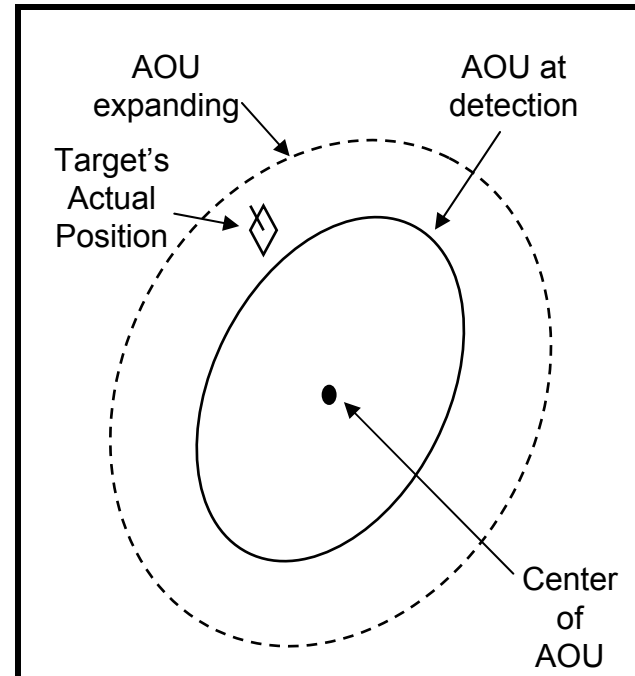 AOU
expanding
AOU at
detection
Target's
Actual
Position
Center
of
AOU